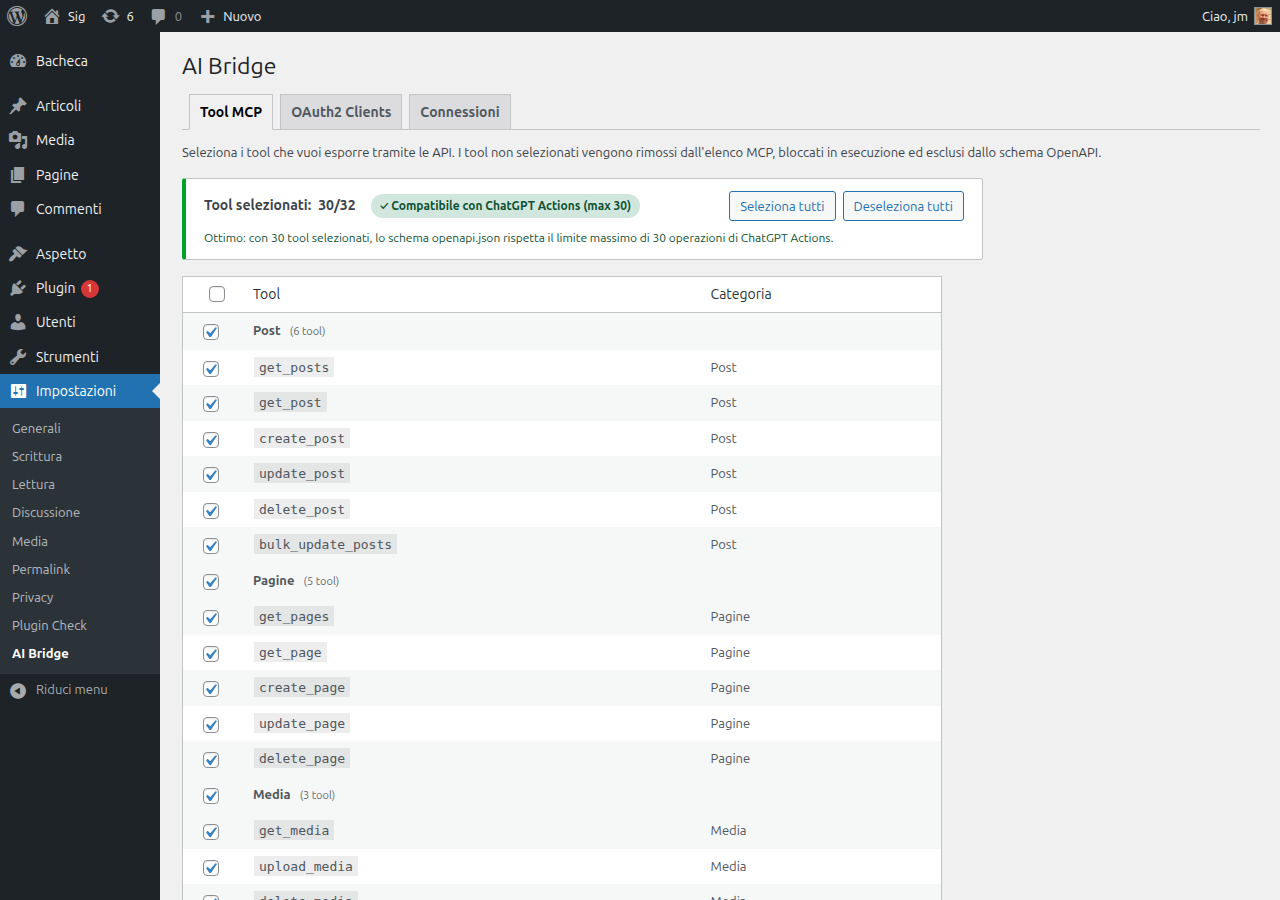 Sig 6 0 Nuovo Ciao, jm
Bacheca
Articoli
Media
Pagine
Commenti
Aspetto
Plugin 1
Utenti
Strumenti
Impostazioni
Generali
Scrittura
Lettura
Discussione
Media
Permalink
Privacy
Plugin Check
AI Bridge
Riduci menu
AI Bridge
Tool MCP OAuth2 Clients Connessioni
Seleziona i tool che vuoi esporre tramite le API. I tool non selezionati vengono rimossi dall'elenco MCP, bloccati in esecuzione ed esclusi dallo schema OpenAPI.
Tool selezionati: 30/32 ✓ Compatibile con ChatGPT Actions (max 30) Seleziona tutti Deseleziona tutti
Ottimo: con 30 tool selezionati, lo schema openapi.json rispetta il limite massimo di 30 operazioni di ChatGPT Actions.
Tool Categoria
Post (6 tool)
get_posts Post
get_post Post
create_post Post
update_post Post
delete_post Post
bulk_update_posts Post
Pagine (5 tool)
get_pages Pagine
get_page Pagine
create_page Pagine
update_page Pagine
delete_page Pagine
Media (3 tool)
get_media Media
upload_media Media
delete_media Media